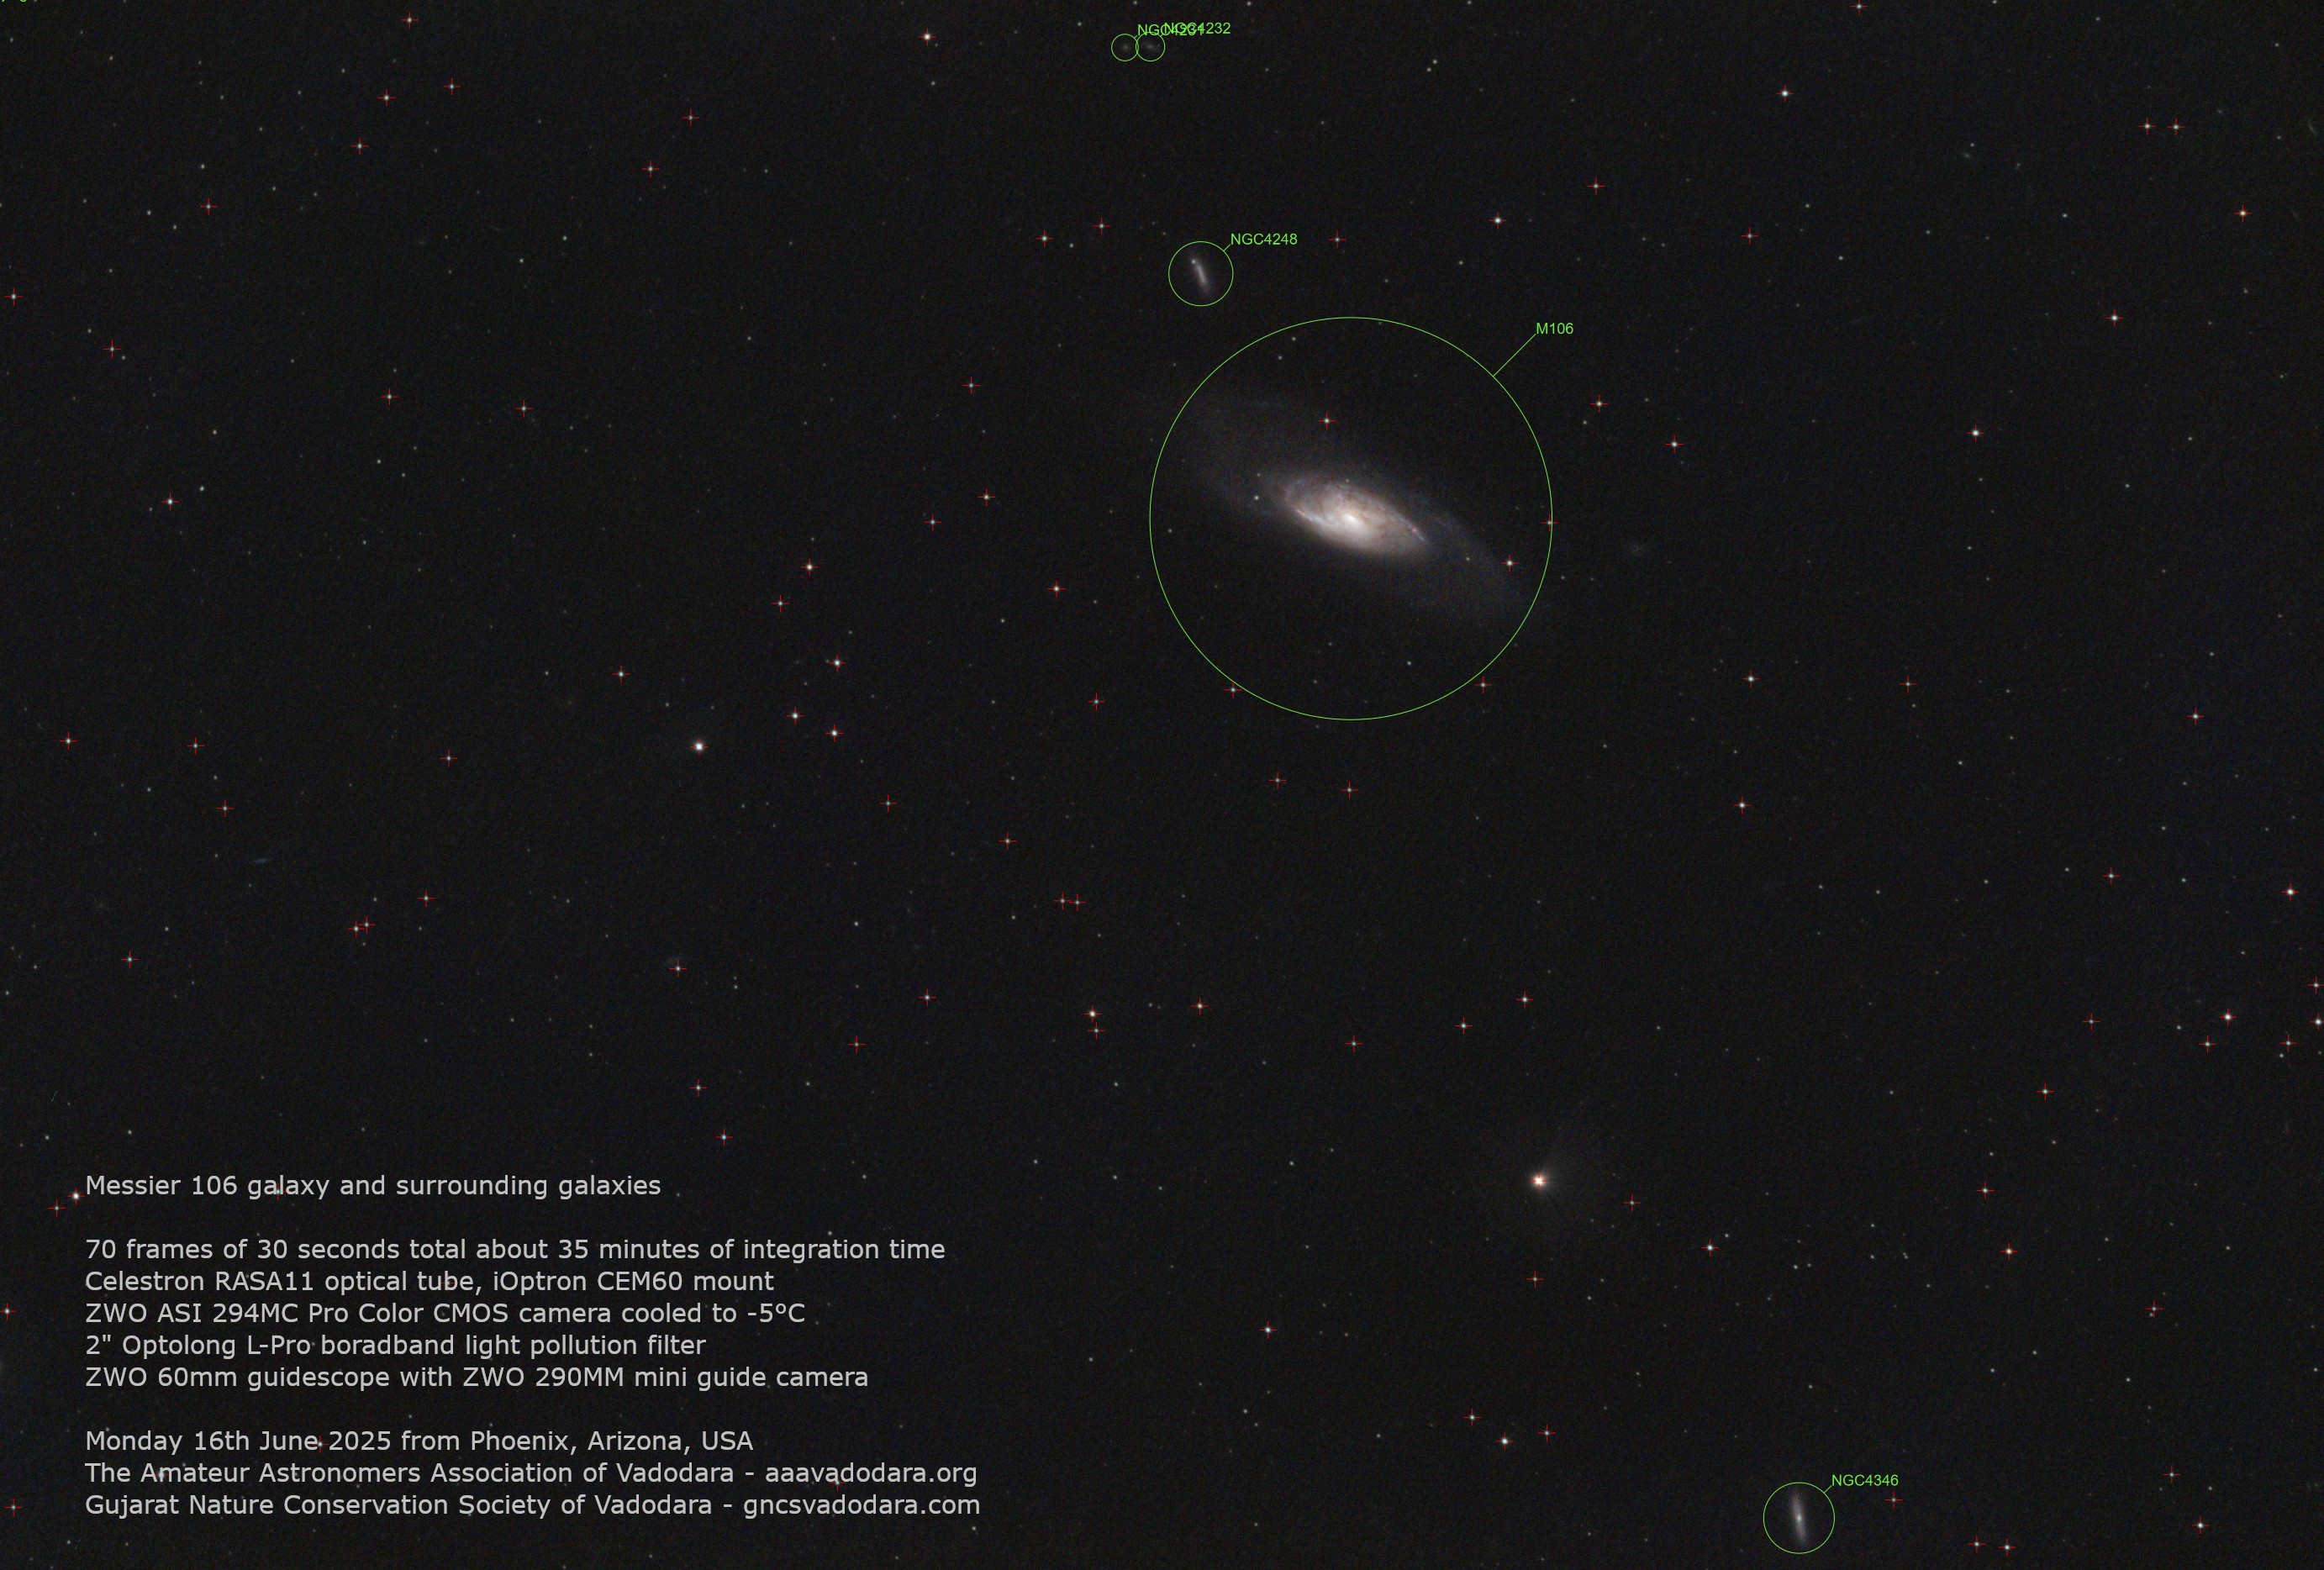 NGC4231 NGC4232
NGC4248
M106
Messier 106 galaxy and surrounding galaxies
70 frames of 30 seconds total about 35 minutes of integration time
Celestron RASA11 optical tube, iOptron CEM60 mount
ZWO ASI 294MC Pro Color CMOS camera cooled to -5°C
2" Optolong L-Pro boradband light pollution filter
ZWO 60mm guidescope with ZWO 290MM mini guide camera
Monday 16th June 2025 from Phoenix, Arizona, USA
The Amateur Astronomers Association of Vadodara - aaavadodara.org
NGC4346
Gujarat Nature Conservation Society of Vadodara - gncsvadodara.com